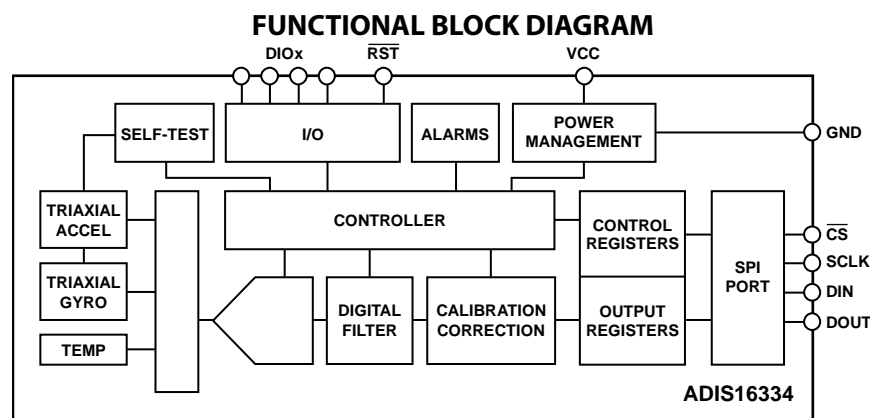 FUNCTIONAL BLOCK DIAGRAM
DIOx
RST
VCC
SELF-TEST
I/O
ALARMS
POWER
MANAGEMENT
GND
TRIAXIAL
ACCEL
CONTROLLER
CONTROL
REGISTERS
CS
SCLK
SPI
PORT
TRIAXIAL
GYRO
DIGITAL
FILTER
CALIBRATION
CORRECTION
OUTPUT
REGISTERS
DIN
DOUT
TEMP
ADIS16334